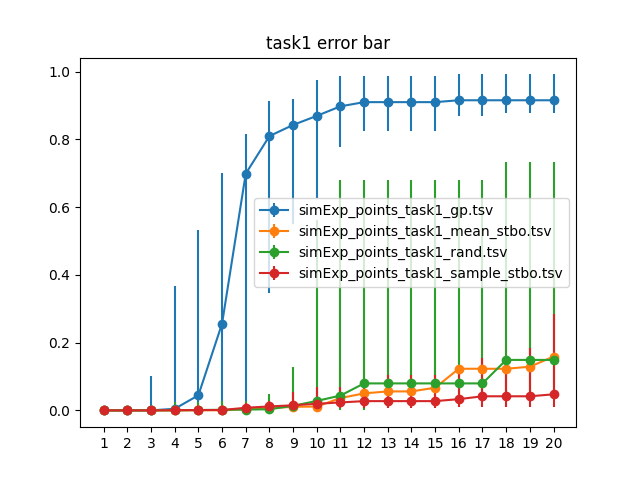 task1 error bar
1.0
0.8
0.6
0.4
0.2
0.0
simExp_points_task1_gp.tsv
simExp_points_task1_mean_stbo.tsv
simExp_points_task1_rand.tsv
simExp_points_task1_sample_stbo.tsv
1 2 3 4 5 6 7 8 9 10 11 12 13 14 15 16 17 18 19 20